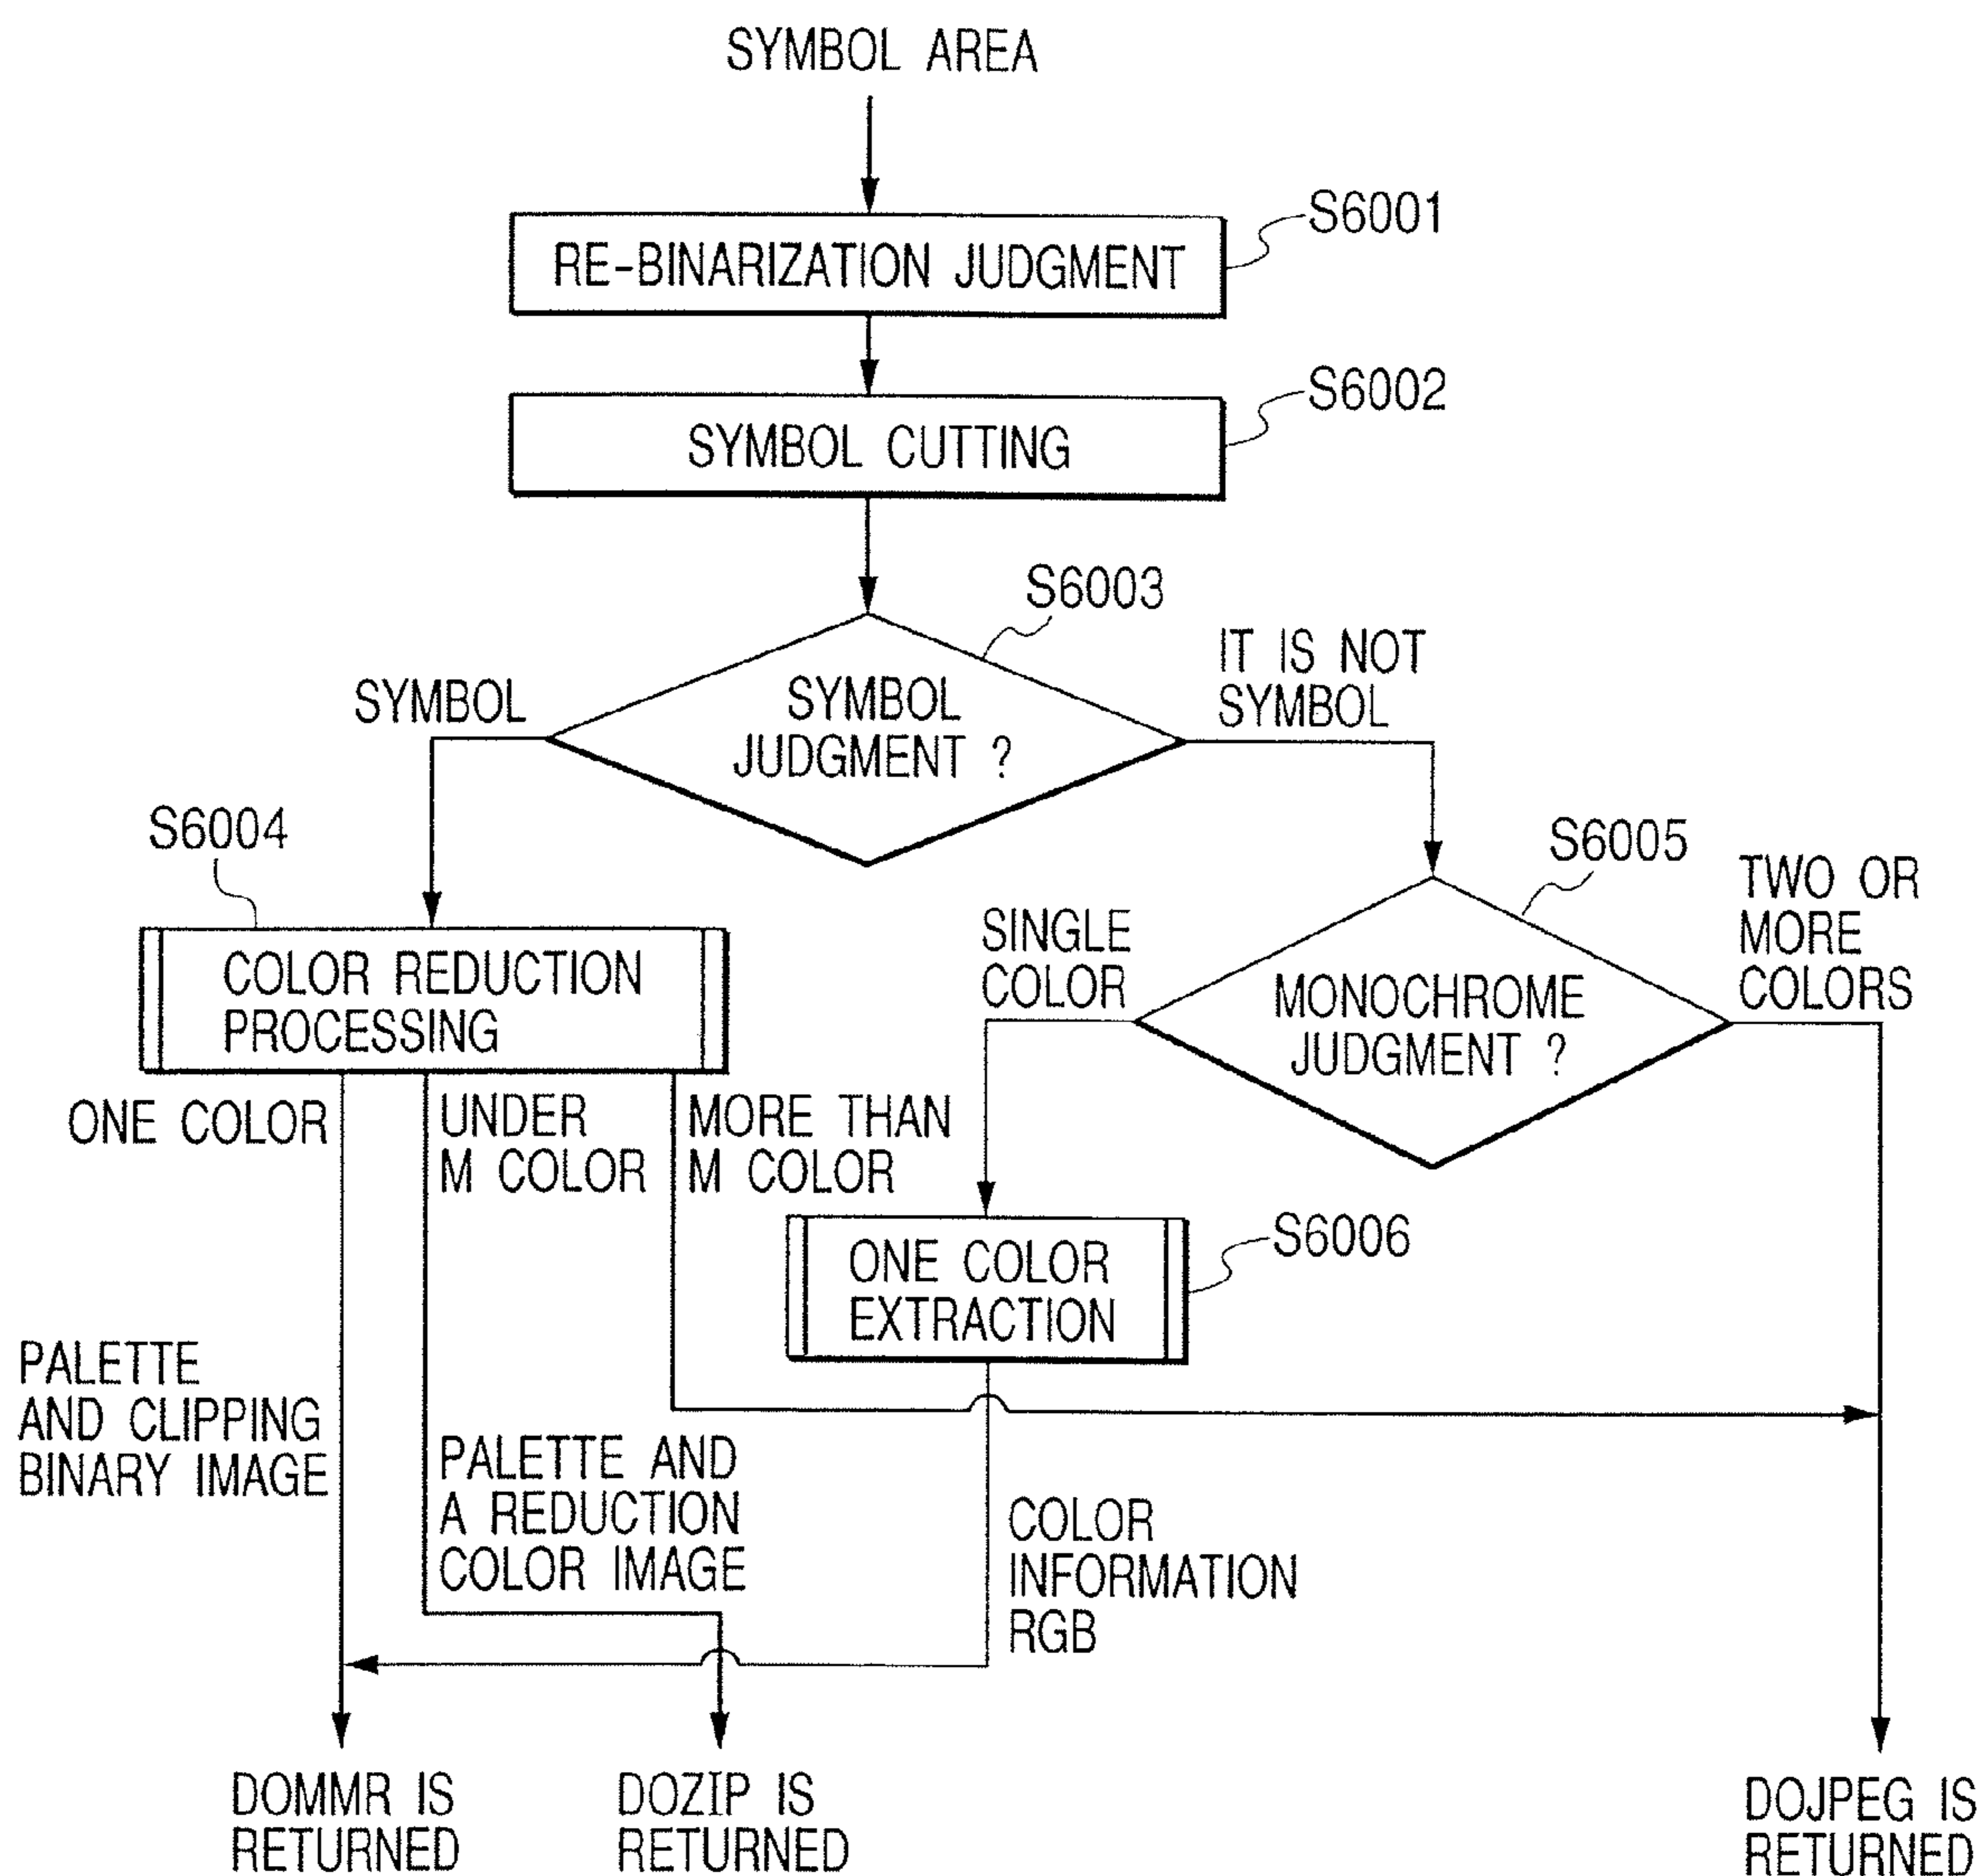 SYMBOL AREA
S6001
RE-BINARIZATION JUDGMENT
S6002
SYMBOL CUTTING
S6003
IT IS NOT
SYMBOL
SYMBOL
SYMBOL
JUDGMENT ?
S6004
S6005
TWO OR
MORE
COLORS
SINGLE
COLOR
COLOR REDUCTION
PROCESSING
MONOCHROME
JUDGMENT ?
ONE COLOR
UNDER
M COLOR
MORE THAN
M COLOR
S6006
ONE COLOR
EXTRACTION
PALETTE
AND CLIPPING
BINARY IMAGE
PALETTE AND
A REDUCTION
COLOR IMAGE
COLOR
INFORMATION
RGB
DOMMR IS
RETURNED
DOZIP IS
RETURNED
DOJPEG IS
RETURNED